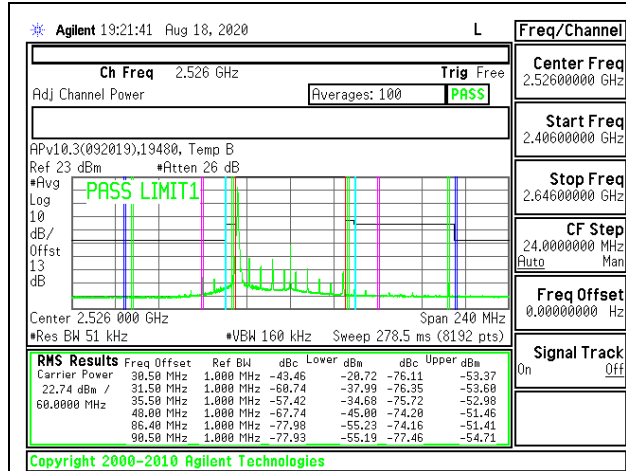 Agilent 19:21:41 Aug 18, 2020 L
Freq/Channel
Ch Freq 2.526 GHz Trig Free
Adj Channel Power Averages: 100 PASS
APv10.3(092019),19480, Temp B
Ref 23 dBm #Atten 26 dB
#Avg
Log
10
dB/
Offst
13
dB
PASS LIMIT1
Center 2.526 000 GHz Span 240 MHz
#Res BW 51 kHz #VBW 160 kHz Sweep 278.5 ms (8192 pts)
RMS Results Freq Offset Ref BW dBc Lower dBm dBc Upper dBm
Carrier Power 30.50 MHz 1.000 MHz -43.46 -20.72 -76.11 -53.37
22.74 dBm / 31.50 MHz 1.000 MHz -60.74 -37.99 -76.35 -53.60
60.0000 MHz 35.50 MHz 1.000 MHz -57.42 -34.68 -75.72 -52.98
48.00 MHz 1.000 MHz -67.74 -45.00 -74.20 -51.46
86.40 MHz 1.000 MHz -77.98 -55.23 -74.16 -51.41
90.50 MHz 1.000 MHz -77.93 -55.19 -77.46 -54.71
Copyright 2000-2010 Agilent Technologies
Center Freq
2.52600000 GHz
Start Freq
2.40600000 GHz
Stop Freq
2.64600000 GHz
CF Step
24.0000000 MHz
Auto Man
Freq Offset
0.00000000 Hz
Signal Track
On Off